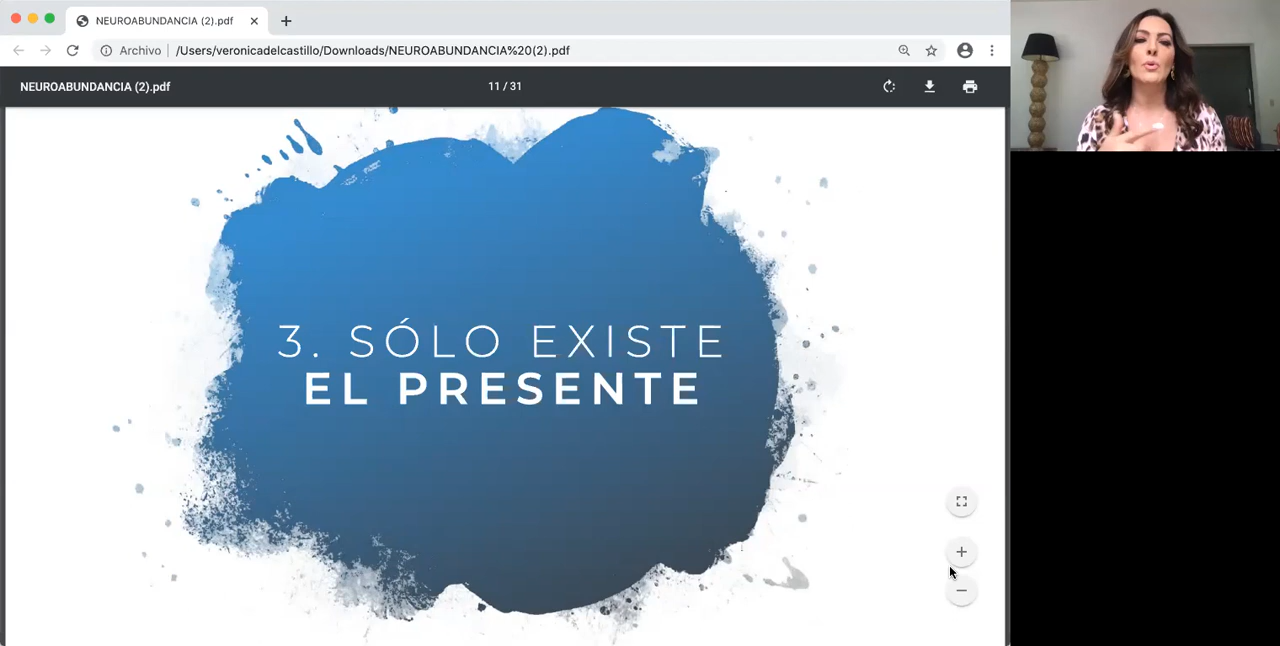 NEUROABUNDANCIA (2).pdf
Archivo
/Users/veronicadelcastillo/Downloads/NEUROABUNDANCIA%20(2).pdf
NEUROABUNDANCIA (2).pdf
11 / 31
3. SÓLO EXISTE
EL PRESENTE